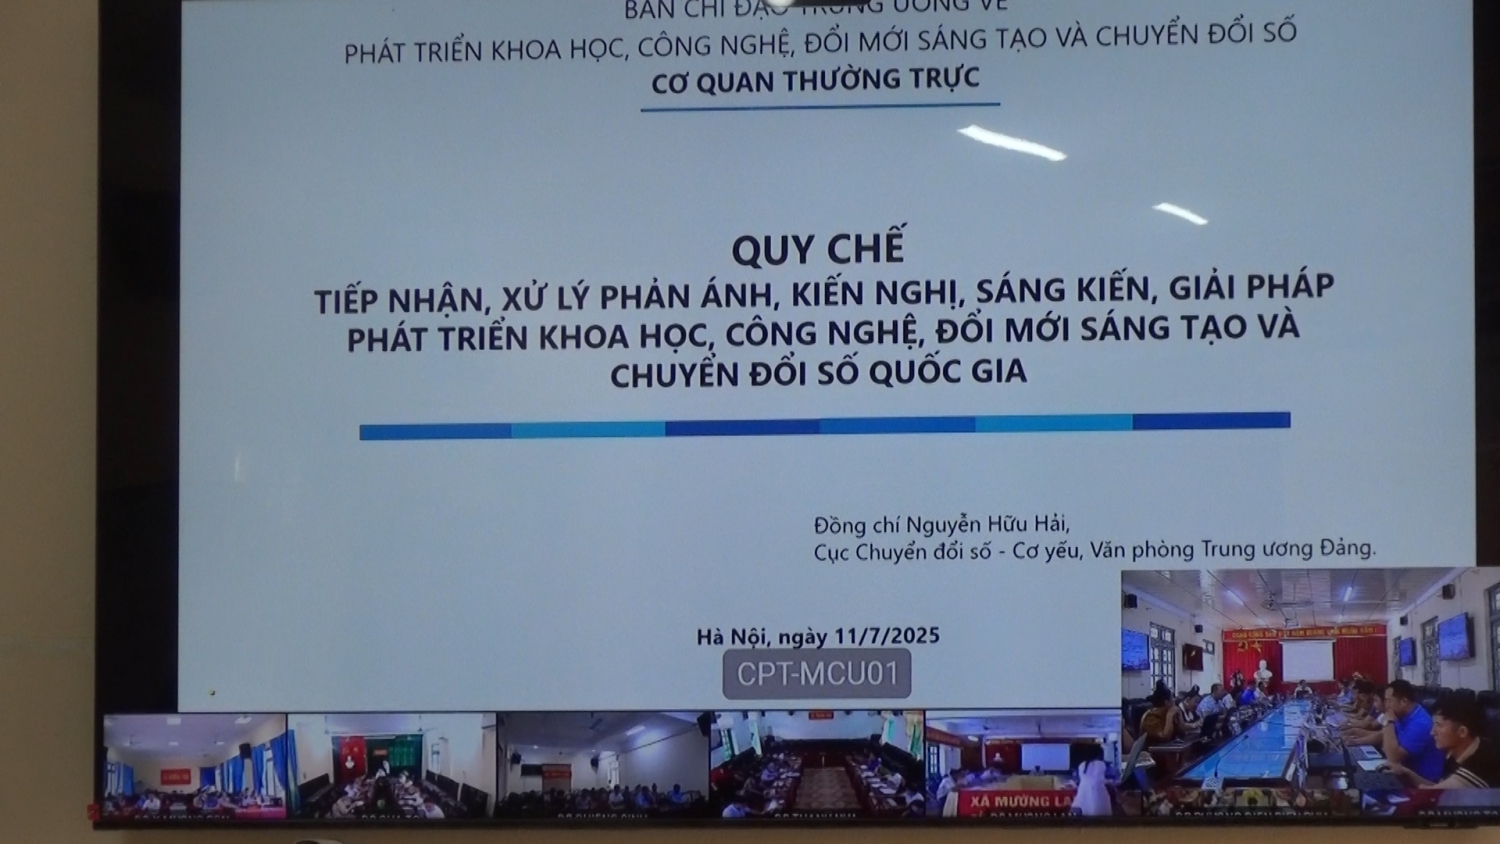 BAN CHỈ ĐẠO TRUNG ƯƠNG VỀ
PHÁT TRIỂN KHOA HỌC, CÔNG NGHỆ, ĐỔI MỚI SÁNG TẠO VÀ CHUYỂN ĐỔI SỐ
CƠ QUAN THƯỜNG TRỰC
QUY CHẾ
TIẾP NHẬN, XỬ LÝ PHẢN ÁNH, KIẾN NGHỊ, SÁNG KIẾN, GIẢI PHÁP
PHÁT TRIỂN KHOA HỌC, CÔNG NGHỆ, ĐỔI MỚI SÁNG TẠO VÀ
CHUYỂN ĐỔI SỐ QUỐC GIA
Đồng chí Nguyễn Hữu Hải,
Cục Chuyển đổi số - Cơ yếu, Văn phòng Trung ương Đảng.
Hà Nội, ngày 11/7/2025
CPT-MCU01
XÃ MƯỜNG LẠN